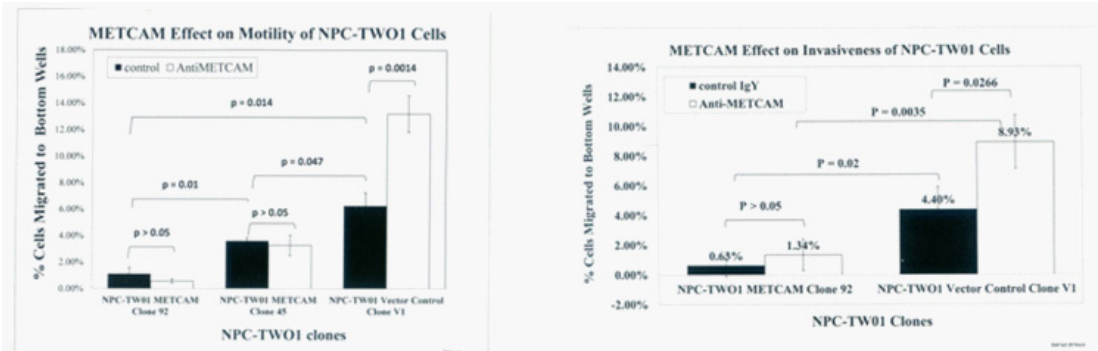 METCAM Effect on Motility of NPC-TWO1 Cells
18.00%
16.00%
14.00%
12.00%
10.00%
8.00%
6.00%
4.00%
2.00%
0.00%
% Cells Migrated to Bottom Wells
control AntiMETCAM
p = 0.0014
p = 0.014
p = 0.047
p = 0.01
p > 0.05
p > 0.05
NPC-TW01 METCAM
Clone 92
NPC-TW01 METCAM
Clone 45
NPC-TW01 Vector Control
Clone V1
NPC-TWO1 clones
METCAM Effect on Invasiveness of NPC-TW01 Cells
14.00%
12.00%
10.00%
8.00%
6.00%
4.00%
2.00%
0.00%
-2.00%
% Cells Migrated to Bottom Wells
control IgY
Anti-METCAM
P = 0.0266
P = 0.0035
8.93%
P = 0.02
4.40%
P > 0.05
0.63%
1.34%
NPC-TWO1 METCAM Clone 92
NPC-TWO1 Vector Control Clone V1
NPC-TW01 Clones